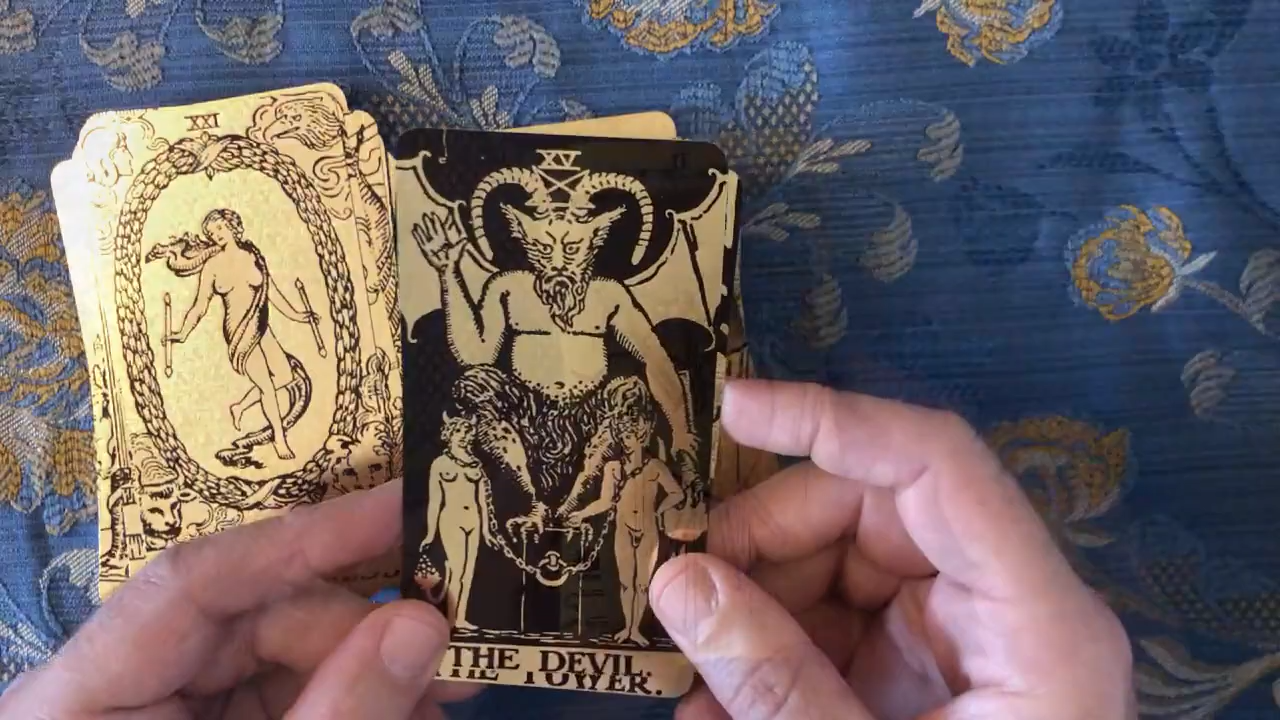 XXI
XV
THE DEVIL.
THE TOWER.